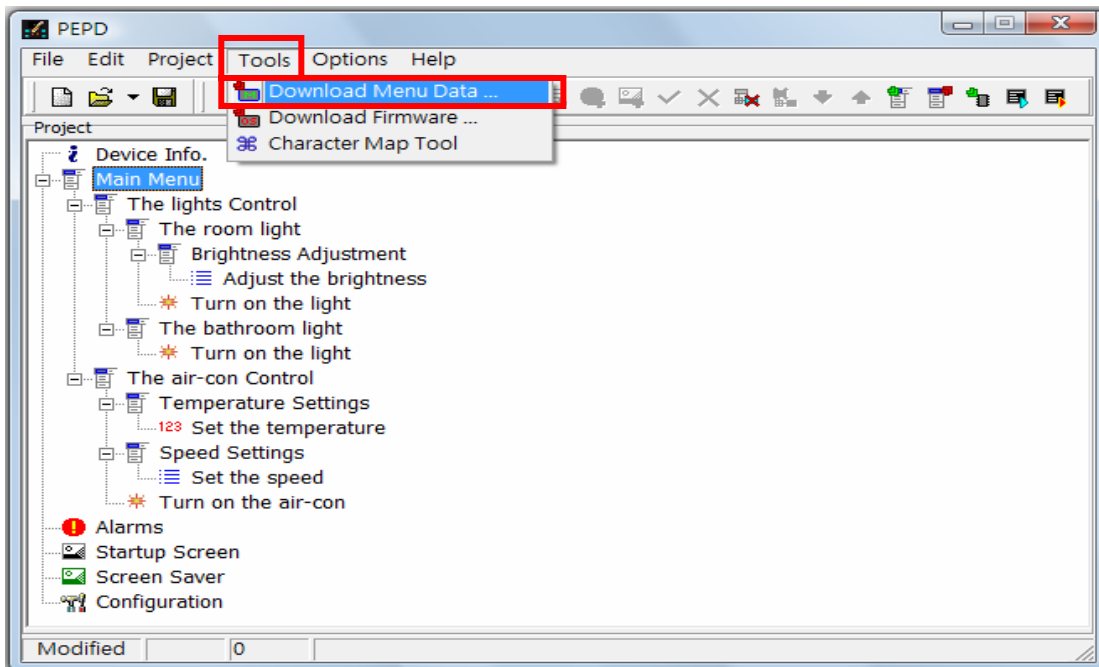 PEPD
File Edit Project Tools Options Help
Download Menu Data ...
Download Firmware ...
Character Map Tool
Project
Device Info.
Main Menu
The lights Control
The room light
Brightness Adjustment
Adjust the brightness
Turn on the light
The bathroom light
Turn on the light
The air-con Control
Temperature Settings
123 Set the temperature
Speed Settings
Set the speed
Turn on the air-con
Alarms
Startup Screen
Screen Saver
Configuration
Modified 0